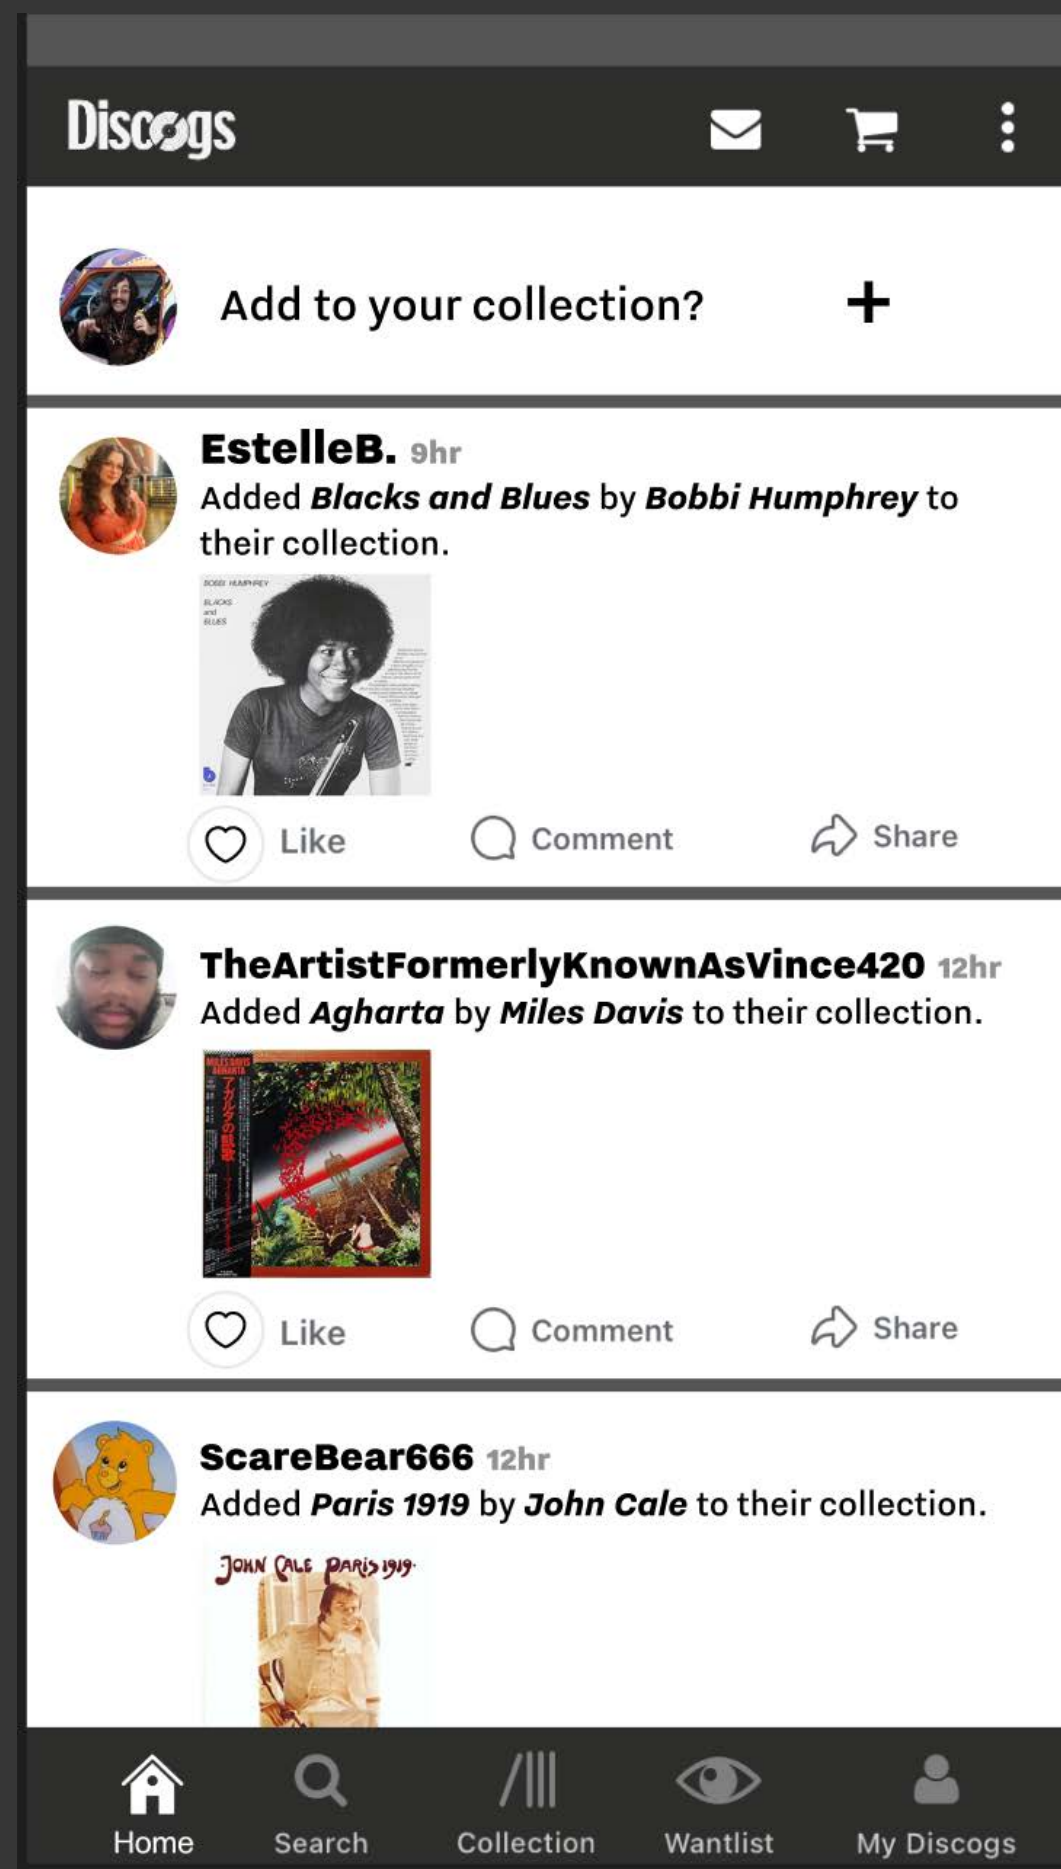 Discogs
Add to your collection?
EstelleB. 9hr
Added Blacks and Blues by Bobbi Humphrey to
their collection.
BOBBI HUMPHREY
BLACKS
and
BLUES
Like
Comment
Share
TheArtistFormerlyKnownAsVince420 12hr
Added Agharta by Miles Davis to their collection.
MILES DAVIS
AGHARTA
アガルタの凱歌
Like
Comment
Share
ScareBear666 12hr
Added Paris 1919 by John Cale to their collection.
JOHN CALE PARIS 1919
Home
Search
Collection
Wantlist
My Discogs